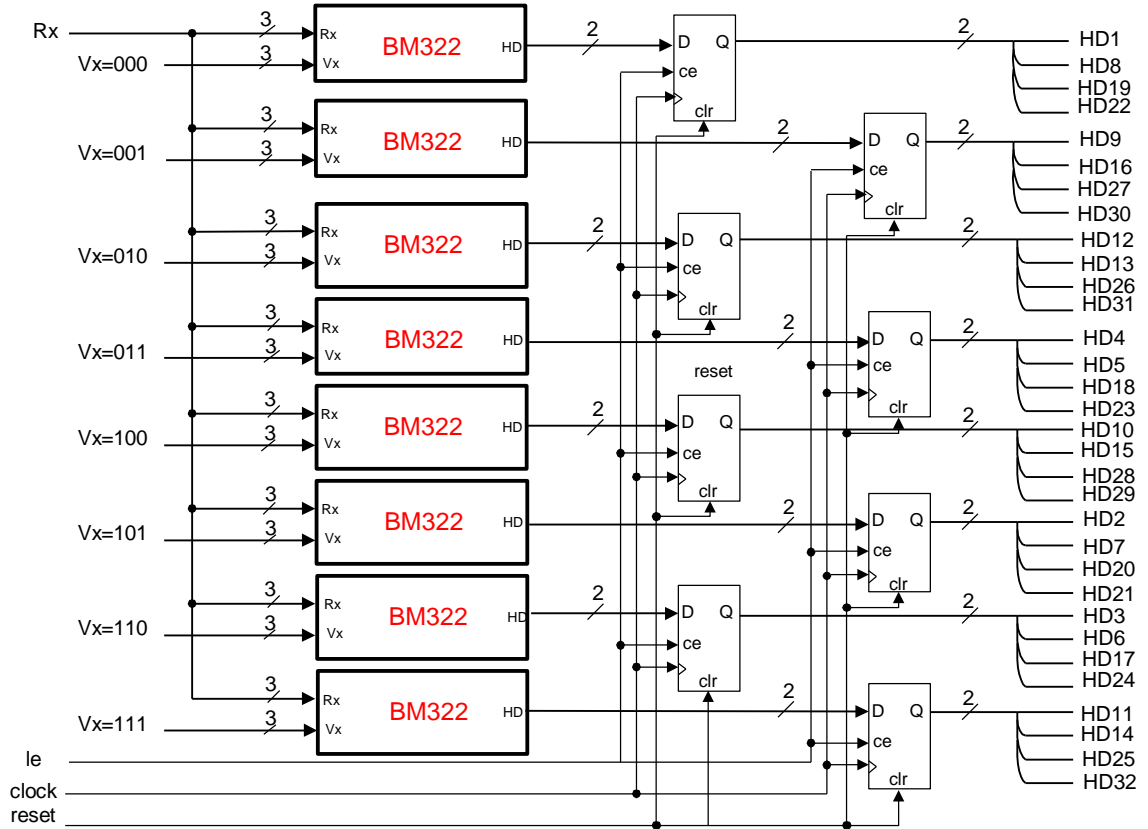 Rx 3 Rx BM322 HD 2 D Q 2 HD1
Vx=000 3 Vx ce HD8
clr HD19
HD22
3 Rx BM322 HD 2 D Q 2 HD9
Vx=001 3 Vx ce HD16
clr HD27
HD30
3 Rx BM322 HD 2 D Q 2 HD12
Vx=010 3 Vx ce HD13
clr HD26
HD31
3 Rx BM322 HD 2 D Q 2 HD4
Vx=011 3 Vx ce HD5
reset clr HD18
HD23
3 Rx BM322 HD 2 D Q 2 HD10
Vx=100 3 Vx ce HD15
clr HD28
HD29
3 Rx BM322 HD 2 D Q 2 HD2
Vx=101 3 Vx ce HD7
clr HD20
HD21
3 Rx BM322 HD 2 D Q 2 HD3
Vx=110 3 Vx ce HD6
clr HD17
HD24
3 Rx BM322 HD 2 D Q 2 HD11
Vx=111 3 Vx ce HD14
clr HD25
HD32
le
clock
reset